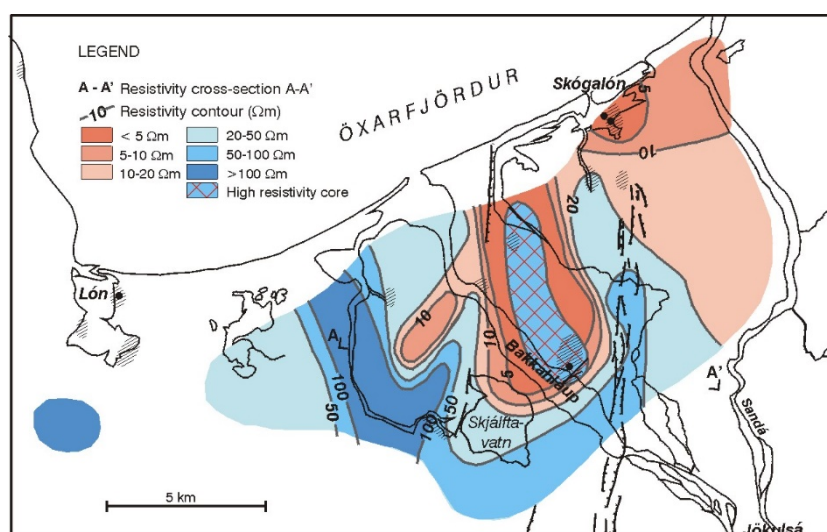 LEGEND
A - A' Resistivity cross-section A-A'
10 Resistivity contour (Ωm)
< 5 Ωm
5-10 Ωm
10-20 Ωm
20-50 Ωm
50-100 Ωm
>100 Ωm
High resistivity core
ÖXARFJÖRDUR
Skógalón
5
10
20
Lón
10
A
10
5
Bakkahlaup
A'
100
50
100
50
Skjálfta-
vatn
Sandá
5 km
Jökulsá